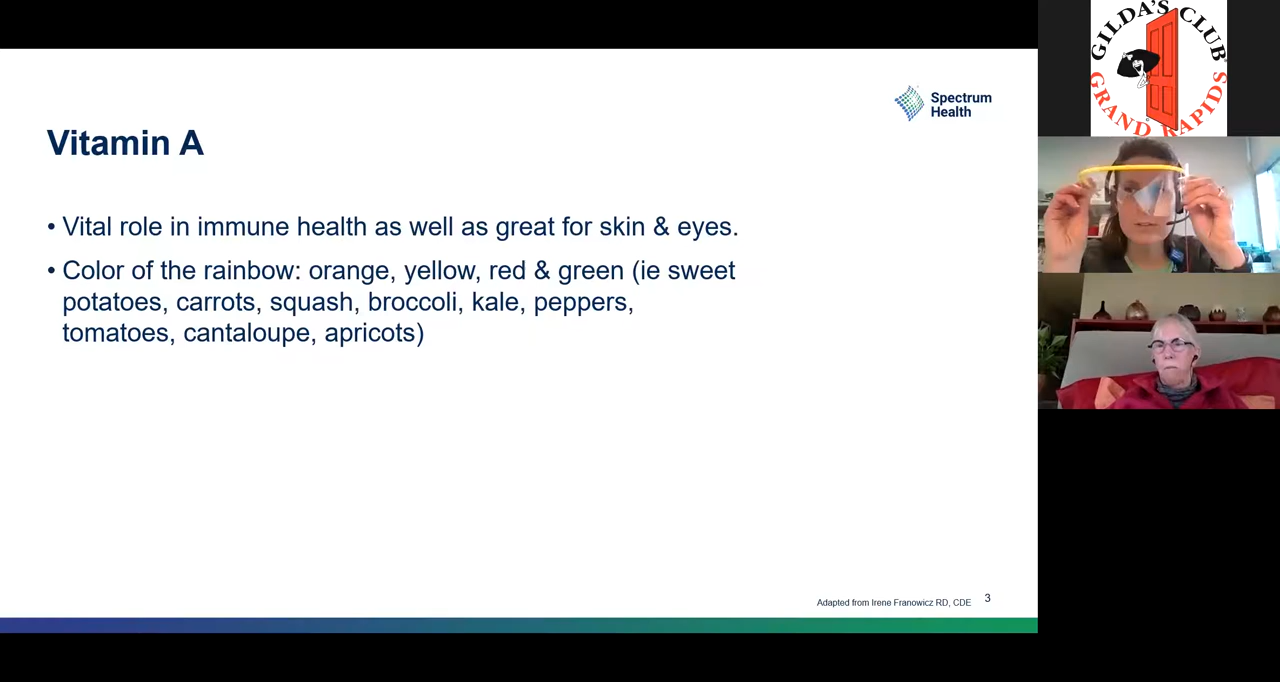 Spectrum
Health
Vitamin A
• Vital role in immune health as well as great for skin & eyes.
• Color of the rainbow: orange, yellow, red & green (ie sweet
potatoes, carrots, squash, broccoli, kale, peppers,
tomatoes, cantaloupe, apricots)
Adapted from Irene Franowicz RD, CDE
3
GILDA'S CLUB
GRAND RAPIDS